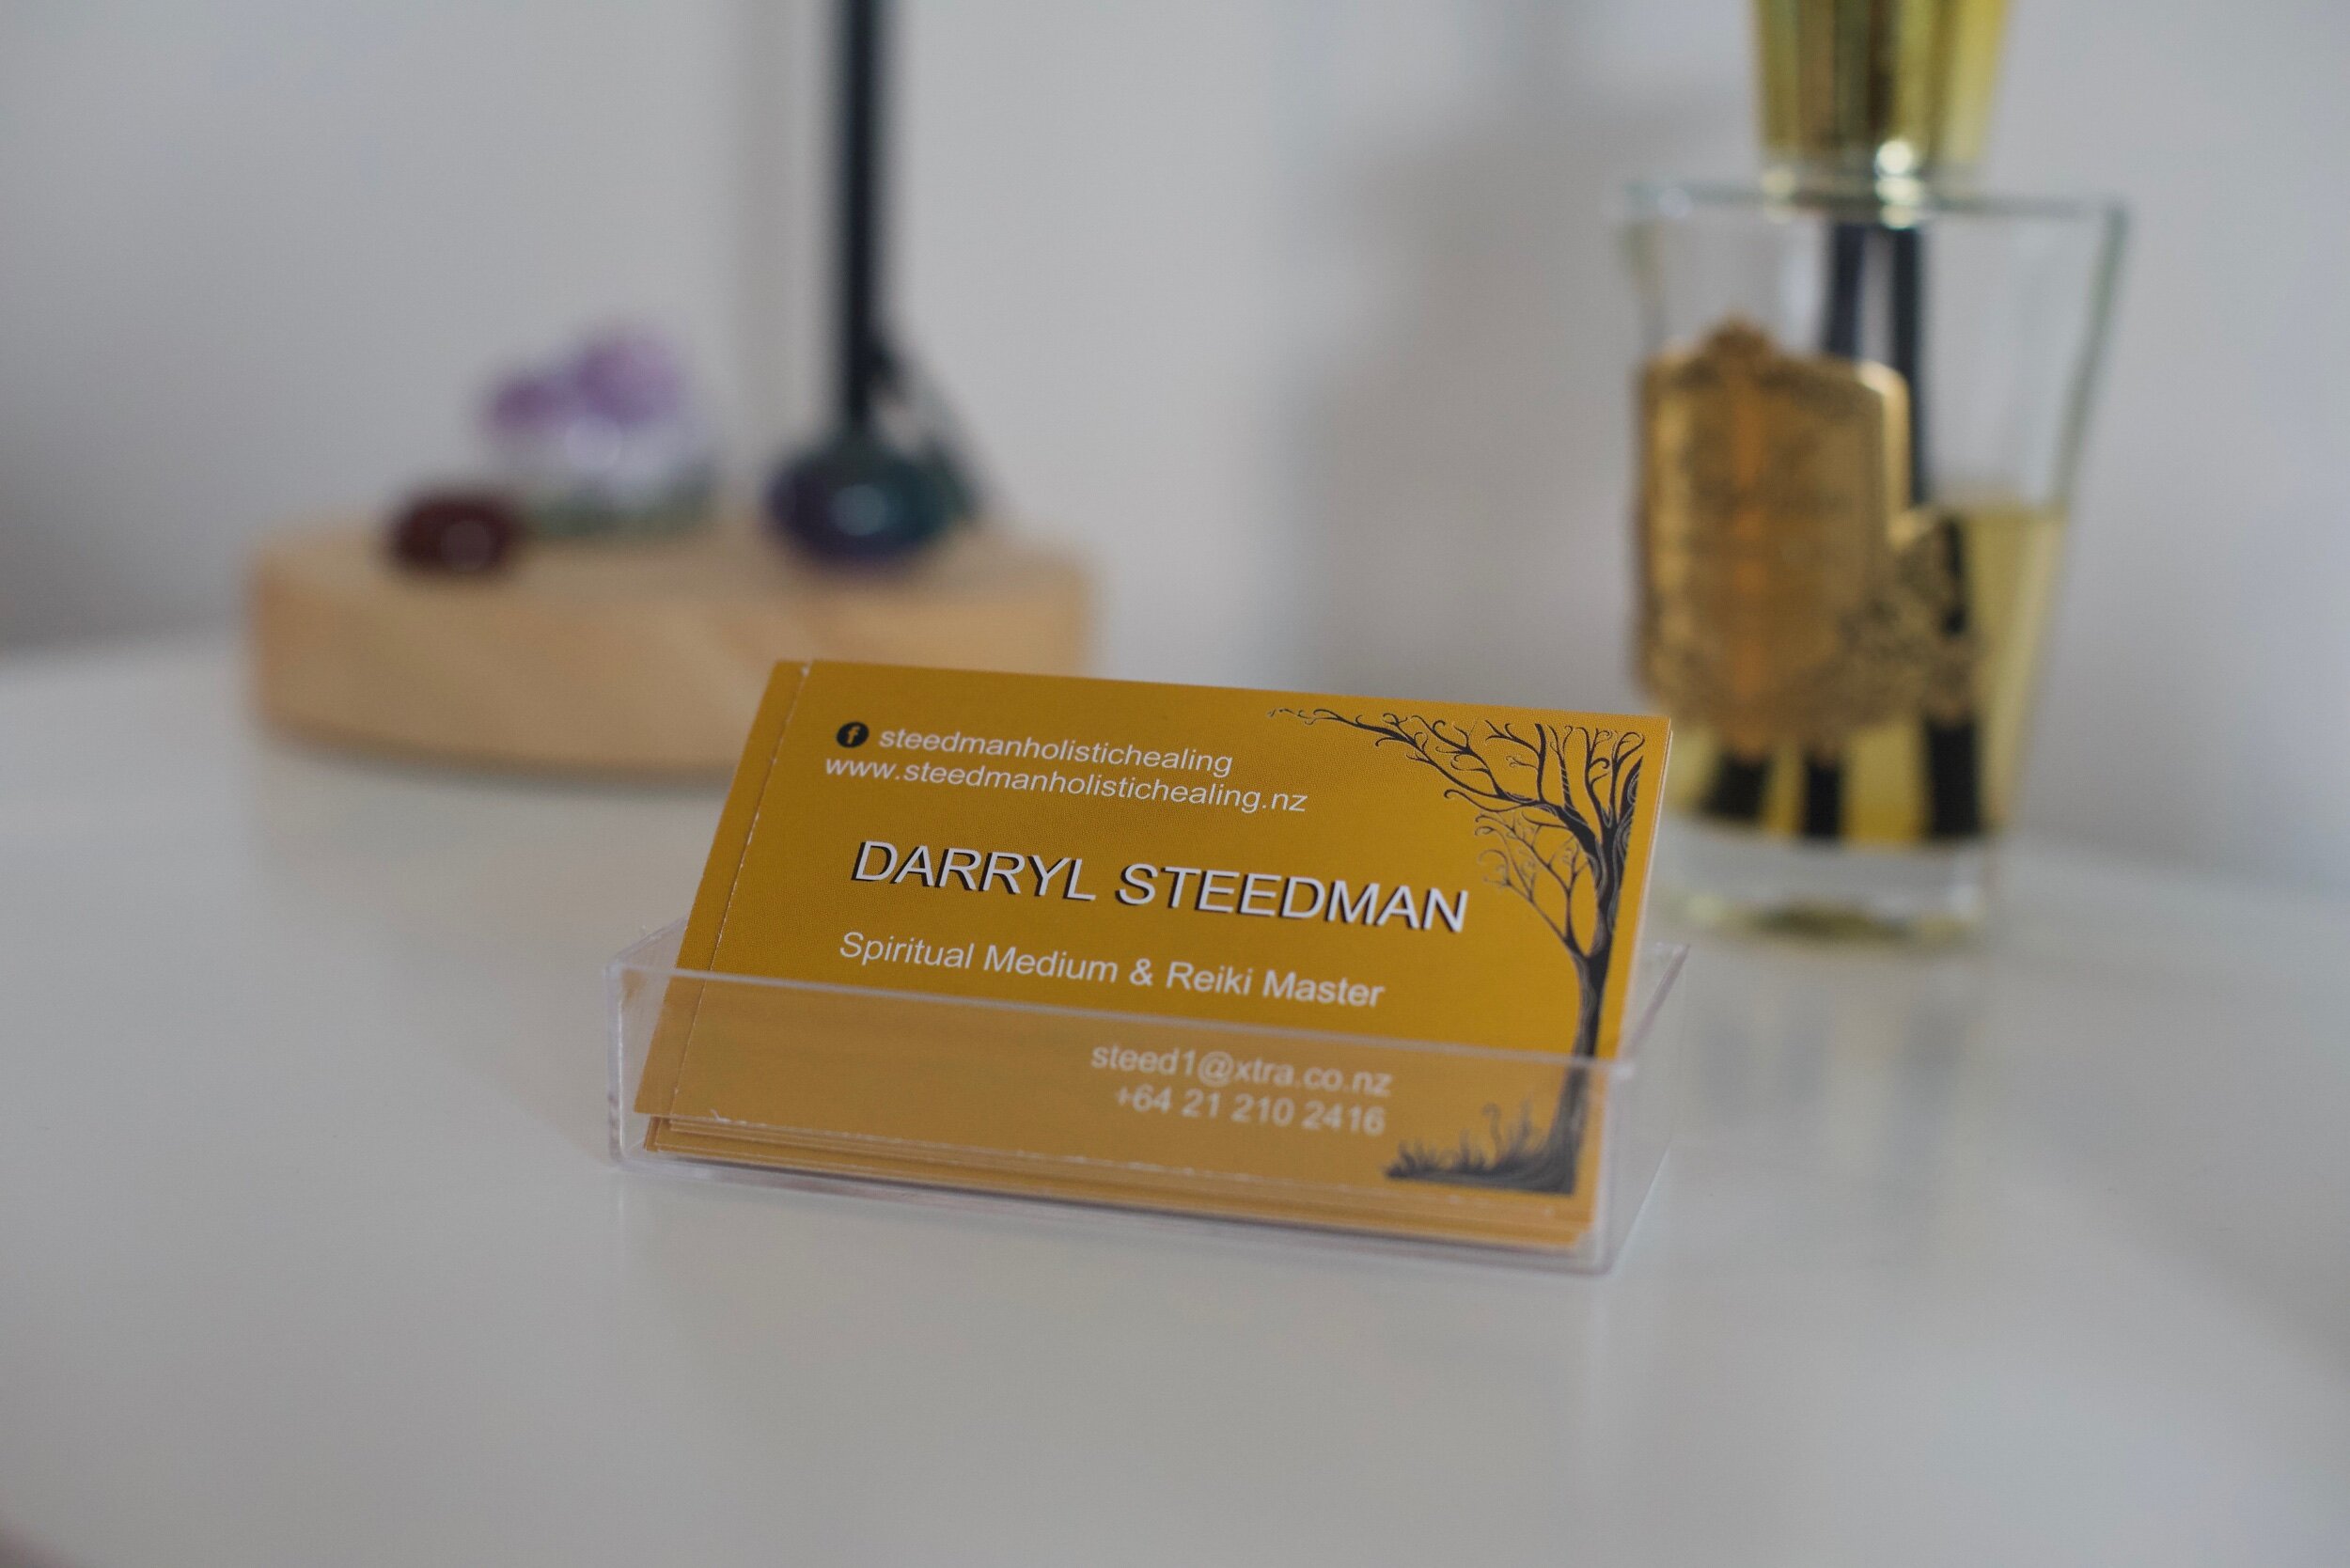 steedmanholistichealing
www.steedmanholistichealing.nz
DARRYL STEEDMAN
Spiritual Medium & Reiki Master
steed1@xtra.co.nz
+64 21 210 2416